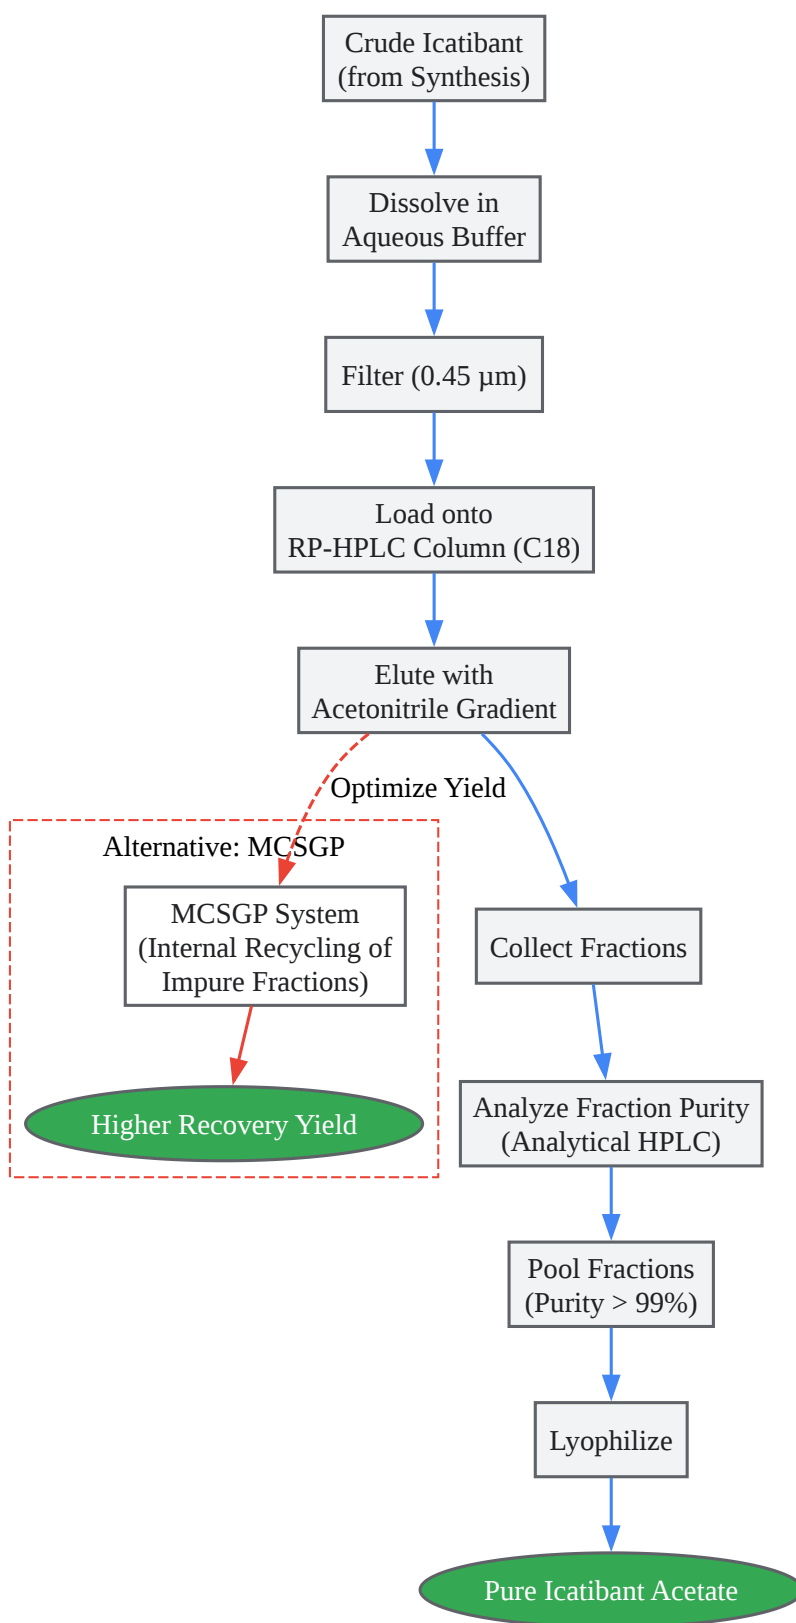 Crude Icatibant
(from Synthesis)
Dissolve in
Aqueous Buffer
Filter (0.45 µm)
Load onto
RP-HPLC Column (C18)
Elute with
Acetonitrile Gradient
Optimize Yield
Alternative: MCSGP
MCSGP System
(Internal Recycling of
Impure Fractions)
Higher Recovery Yield
Collect Fractions
Analyze Fraction Purity
(Analytical HPLC)
Pool Fractions
(Purity > 99%)
Lyophilize
Pure Icatibant Acetate